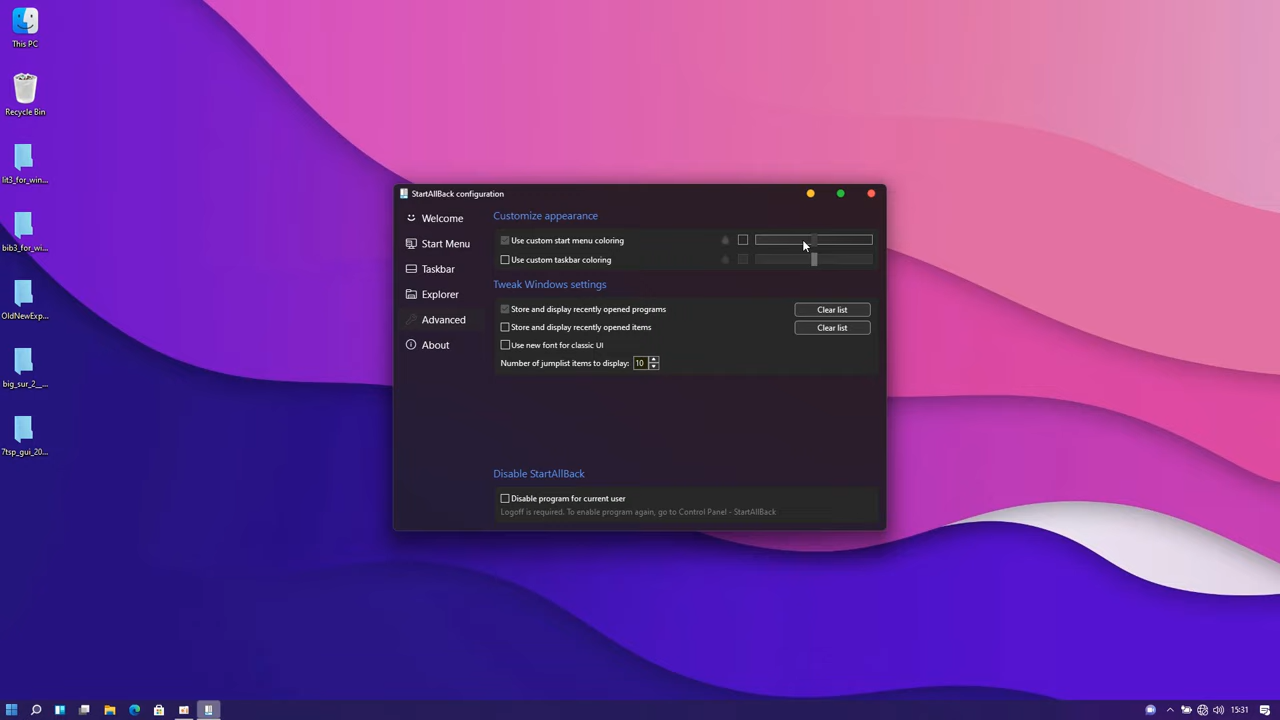 This PC
Recycle Bin
lit3_for_win...
bib3_for_wi...
OldNewExp...
big_sur_2__...
7tsp_gui_20...
StartAllBack configuration
Welcome
Start Menu
Taskbar
Explorer
Advanced
About
Customize appearance
Use custom start menu coloring
Use custom taskbar coloring
Tweak Windows settings
Store and display recently opened programs
Clear list
Store and display recently opened items
Clear list
Use new font for classic UI
Number of jumplist items to display: 10
Disable StartAllBack
Disable program for current user
Logoff is required. To enable program again, go to Control Panel - StartAllBack
15:31